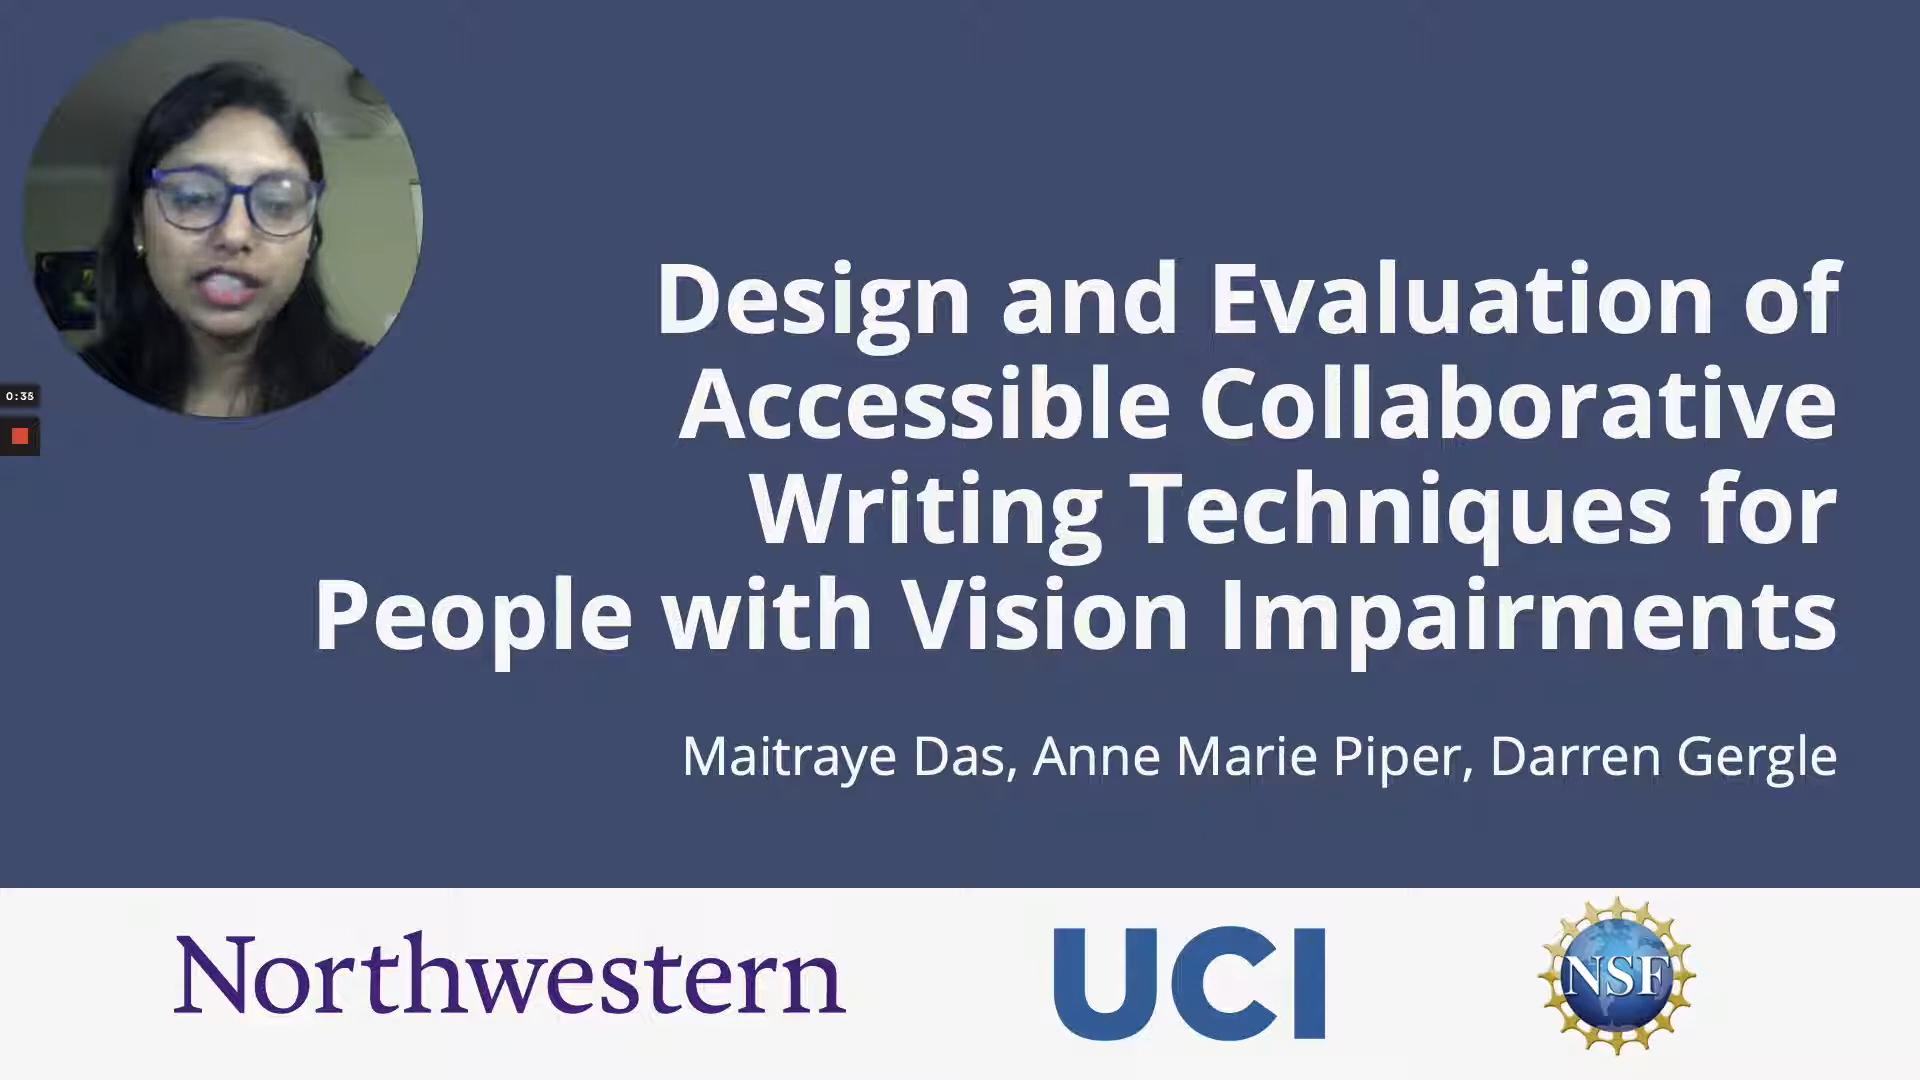 0:35
Design and Evaluation of
Accessible Collaborative
Writing Techniques for
People with Vision Impairments
Maitraye Das, Anne Marie Piper, Darren Gergle
Northwestern
UCI
NSF